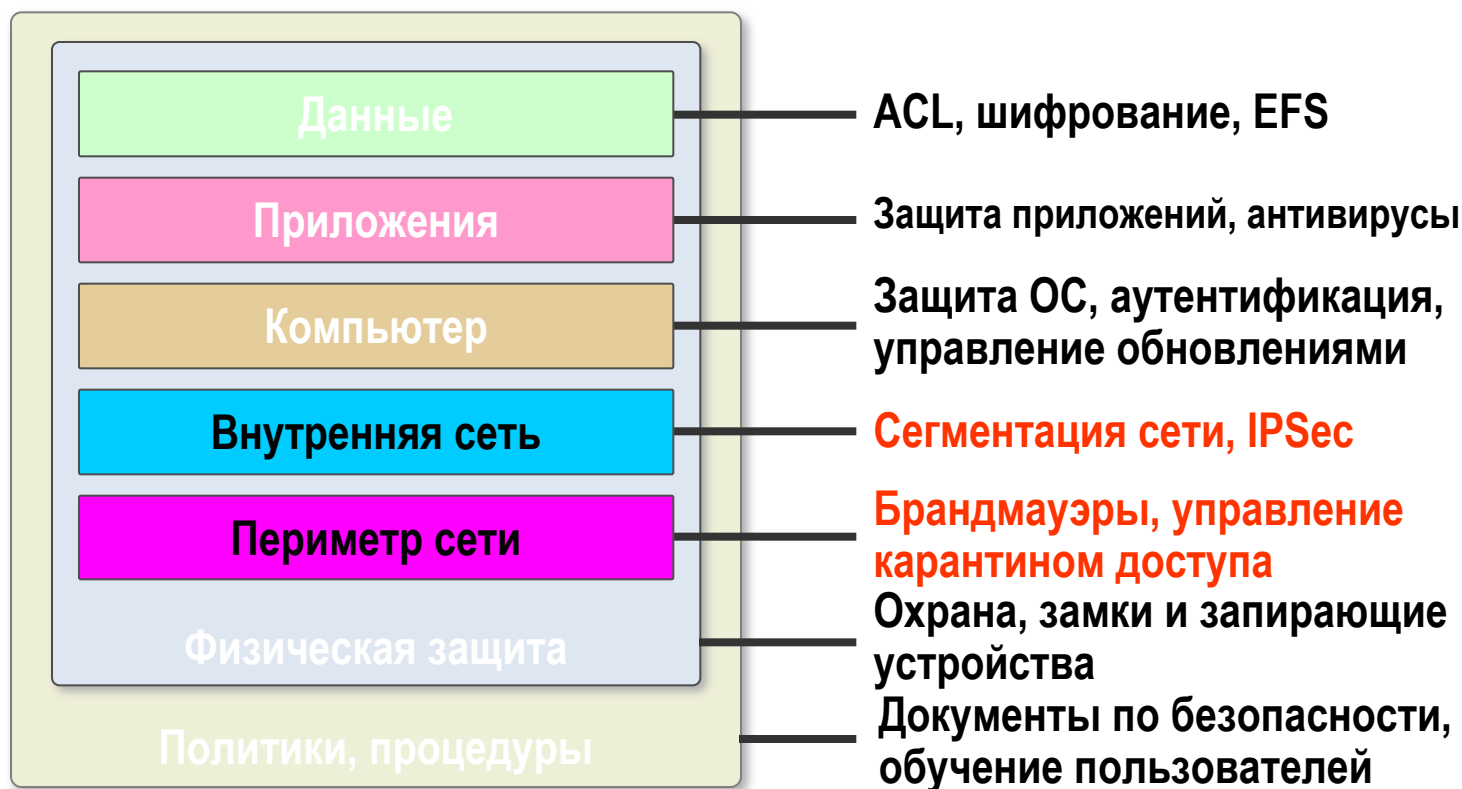 Данные
ACL, шифрование, EFS
Приложения
Защита приложений, антивирусы
Компьютер
Защита ОС, аутентификация,
управление обновлениями
Внутренняя сеть
Сегментация сети, IPSec
Периметр сети
Брандмауэры, управление
карантином доступа
Физическая защита
Охрана, замки и запирающие
устройства
Политики, процедуры
Документы по безопасности,
обучение пользователей